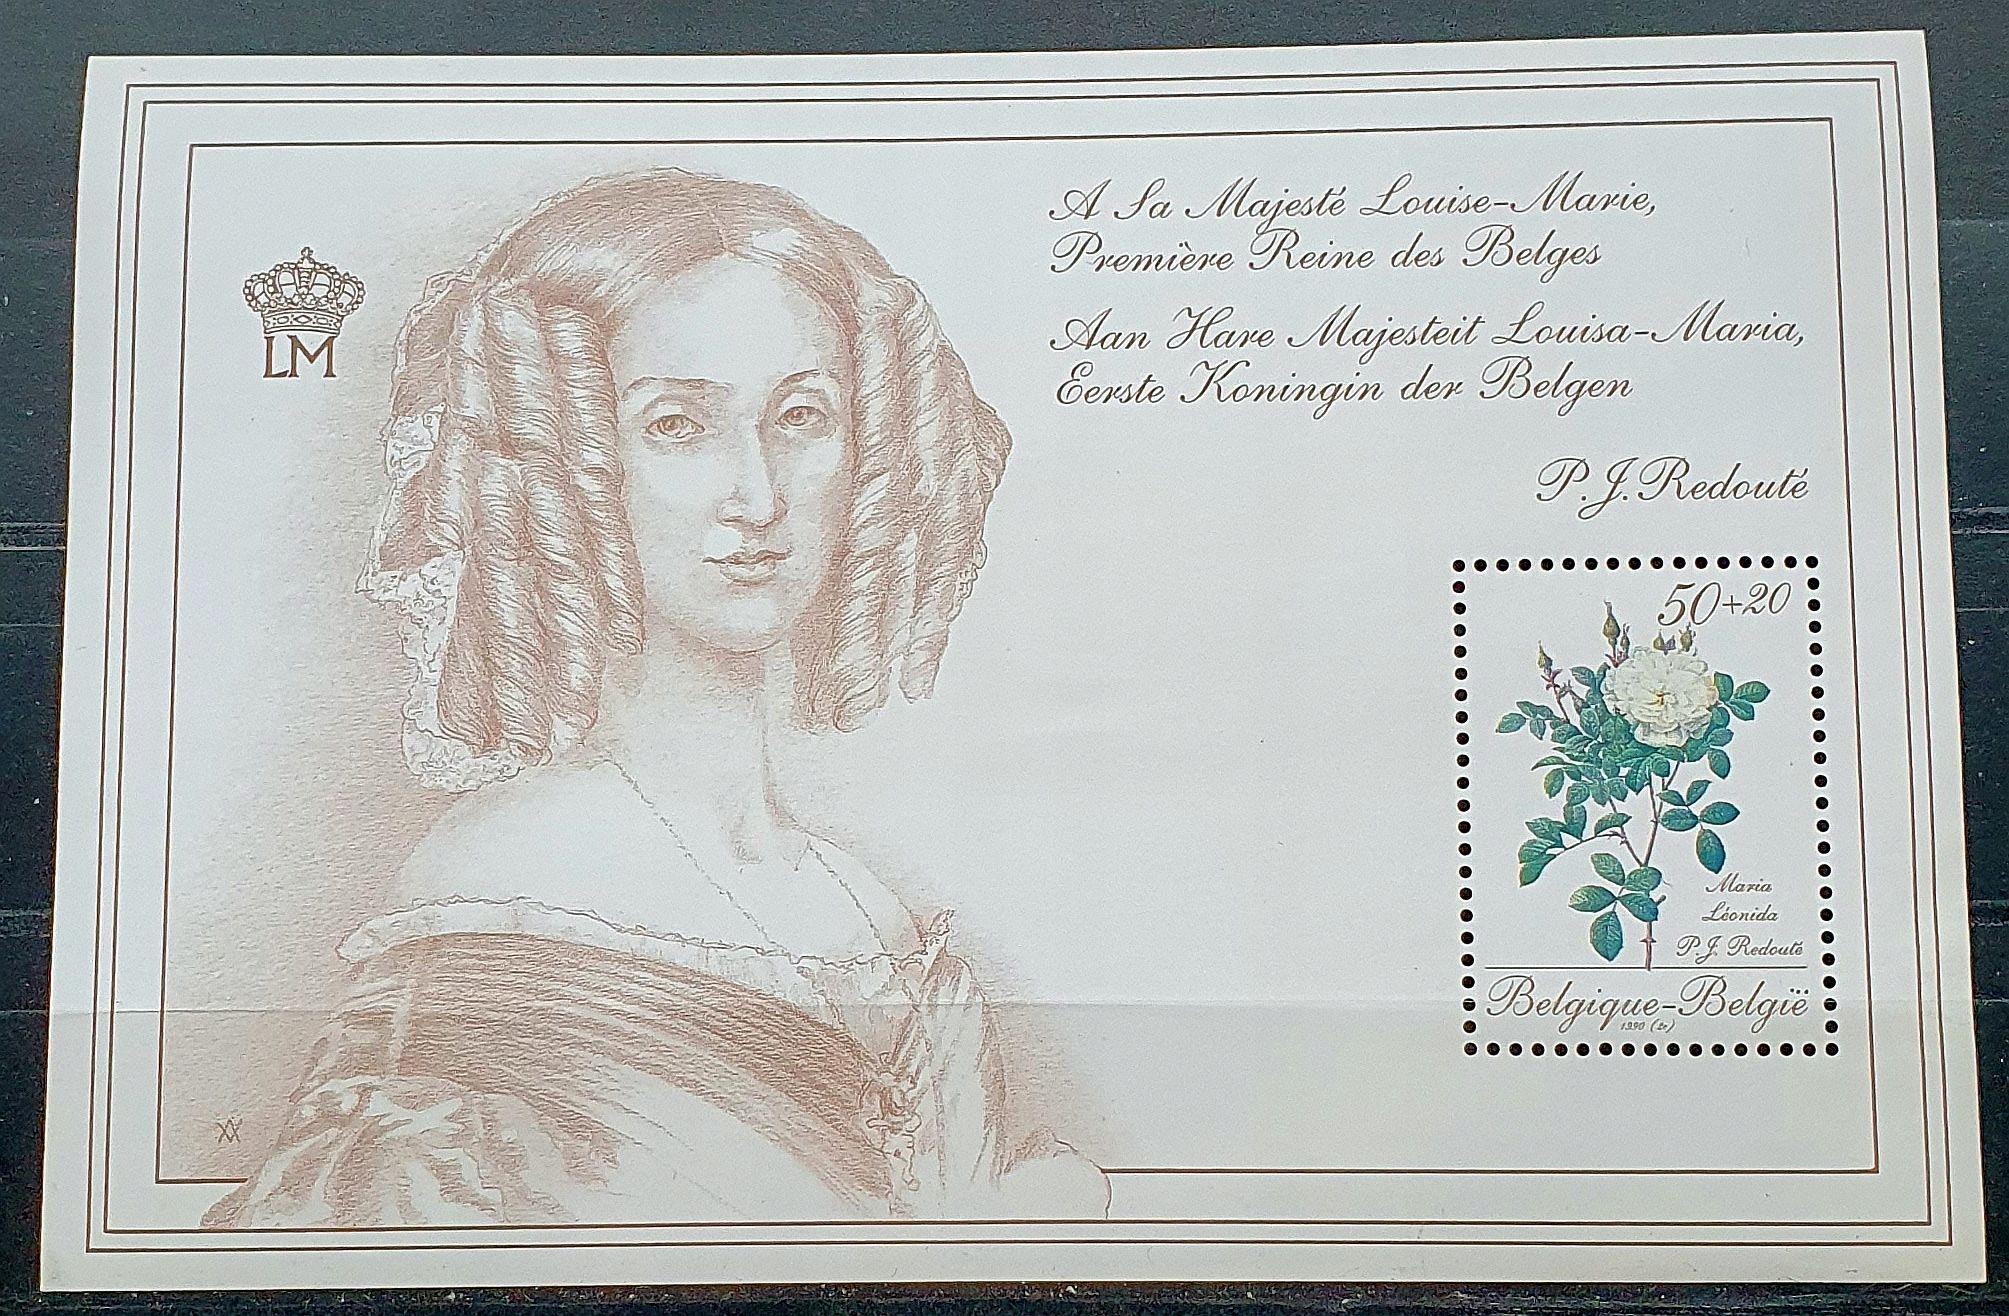 LM
A Sa Majesté Louise-Marie,
Première Reine des Belges
Aan Hare Majesteit Louisa-Maria,
Eerste Koningin der Belgen
P.J. Redouté
50+20
Maria
Léonida
P.J. Redouté
Belgique-België
1990 (2e)